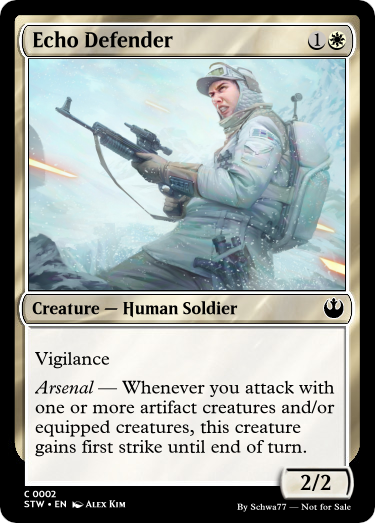 Echo Defender 1
Creature — Human Soldier
Vigilance
Arsenal — Whenever you attack with
one or more artifact creatures and/or
equipped creatures, this creature
gains first strike until end of turn.
2/2
C 0002
STW • EN Alex Kim
By Schwa77 — Not for Sale